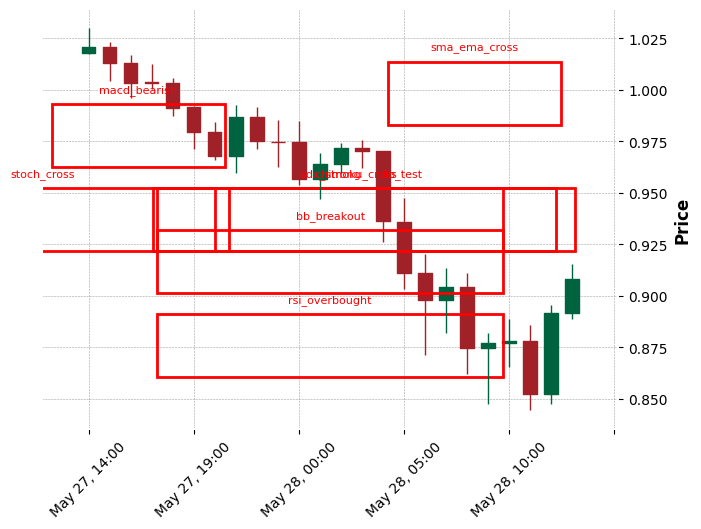 sma_ema_cross
macd_bearish
stoch_cross
bb_breakout
rsi_overbought
1.025
1.000
0.975
0.950
0.925
0.900
0.875
0.850
Price
May 27, 14:00
May 27, 19:00
May 28, 00:00
May 28, 05:00
May 28, 10:00